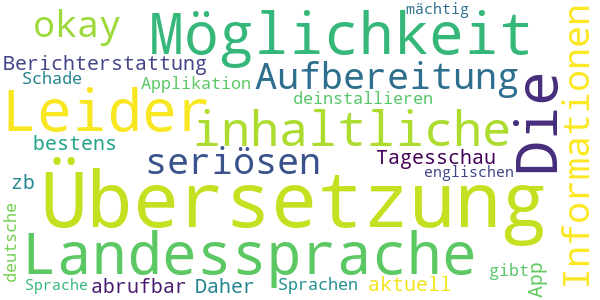 mächtig
okay
Möglichkeit
Berichterstattung
Aufbereitung
Schade
Applikation
Leider
deinstallieren
inhaltliche
Die
Informationen
bestens
seriösen
Tagesschau
englischen
zb
Übersetzung
deutsche
Landessprache
gibt
App
Sprache
abrufbar
Daher
Sprachen
aktuell